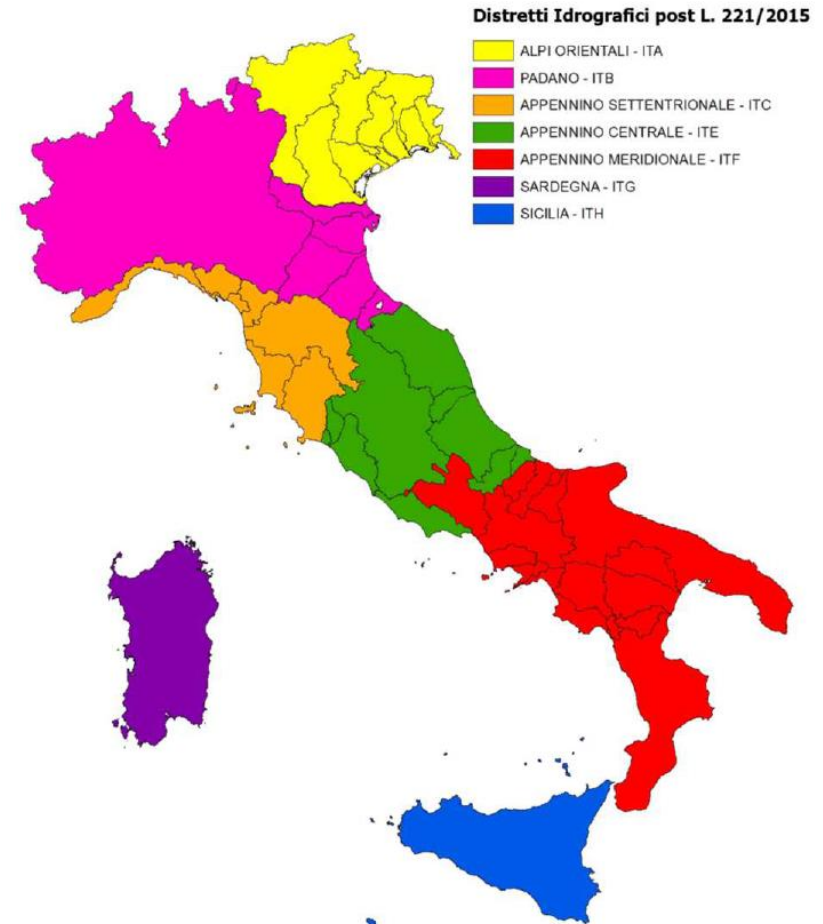 Distretti Idrografici post L. 221/2015
ALPI ORIENTALI - ITA
PADANO - ITB
APPENNINO SETTENTRIONALE - ITC
APPENNINO CENTRALE - ITE
APPENNINO MERIDIONALE - ITF
SARDEGNA - ITG
SICILIA - ITH